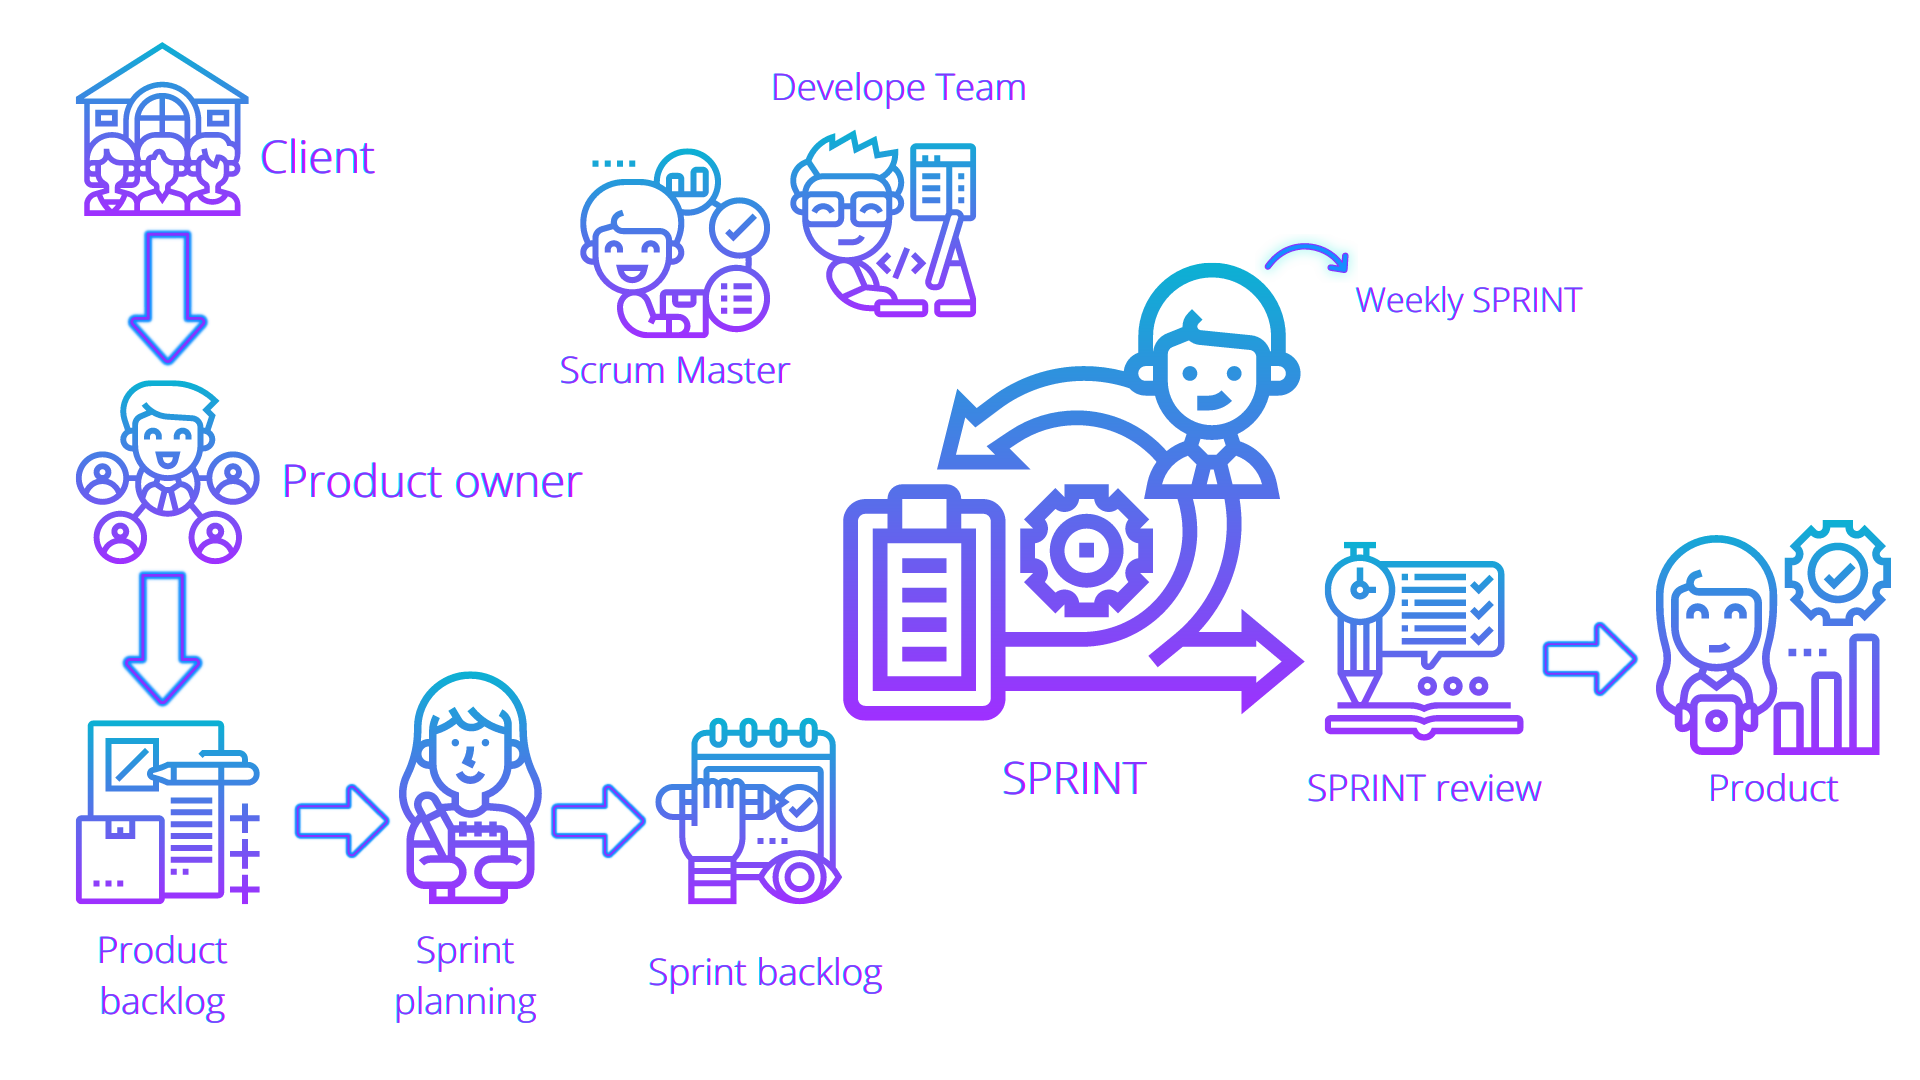 Develope Team
Client
Weekly SPRINT
Scrum Master
Product owner
SPRINT
SPRINT review
Product
Product
backlog
Sprint
planning
Sprint backlog